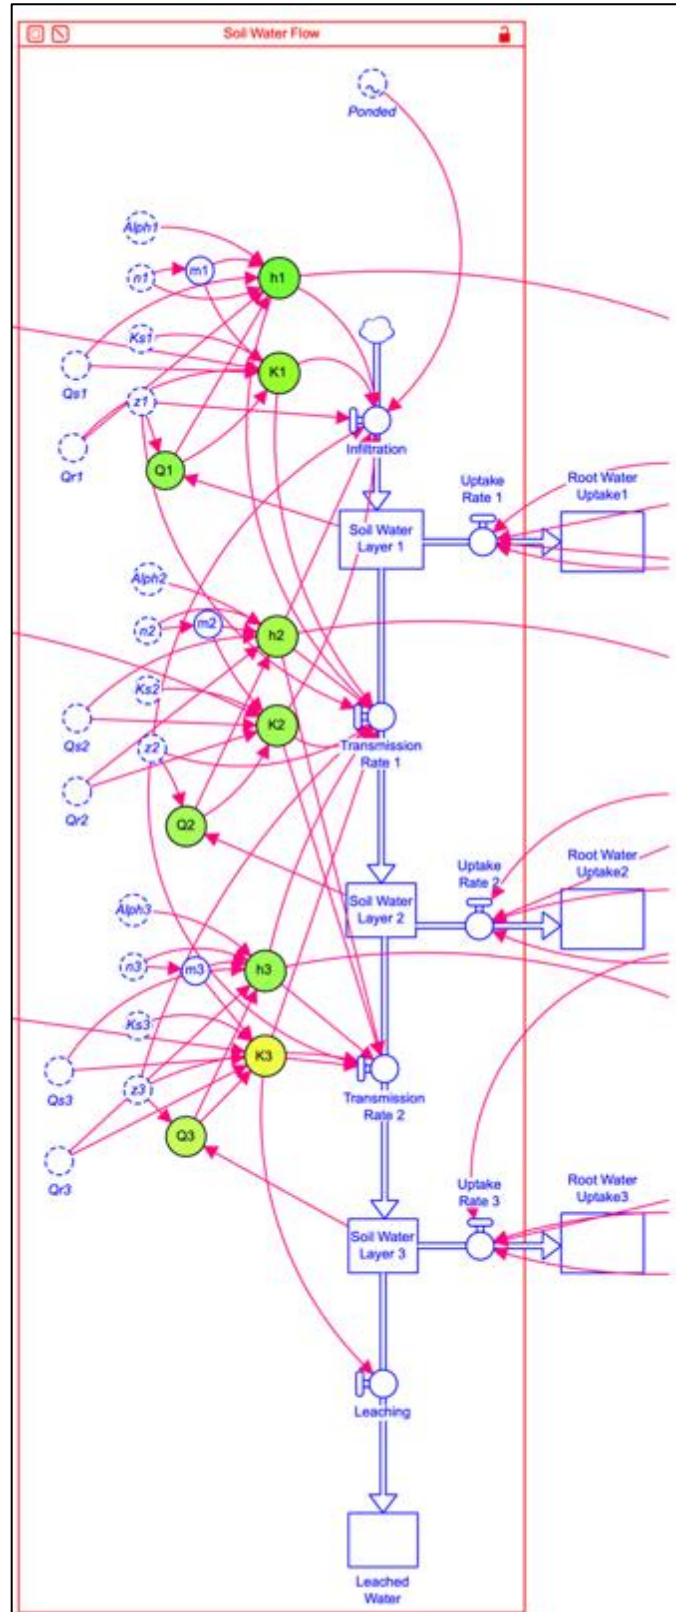 Soil Water Flow
Ponded
Alph1
n1
m1
h1
Ks1
K1
Qs1
z1
Infiltration
Qr1
Q1
Uptake
Rate 1
Root Water
Uptake1
Soil Water
Layer 1
Alph2
n2
m2
h2
Ks2
Qs2
K2
z2
Transmission
Rate 1
Qr2
Q2
Uptake
Rate 2
Root Water
Uptake2
Soil Water
Layer 2
Alph3
n3
m3
h3
Ks3
K3
Qs3
z3
Transmission
Rate 2
Q3
Qr3
Uptake
Rate 3
Root Water
Uptake3
Soil Water
Layer 3
Leaching
Leached
Water